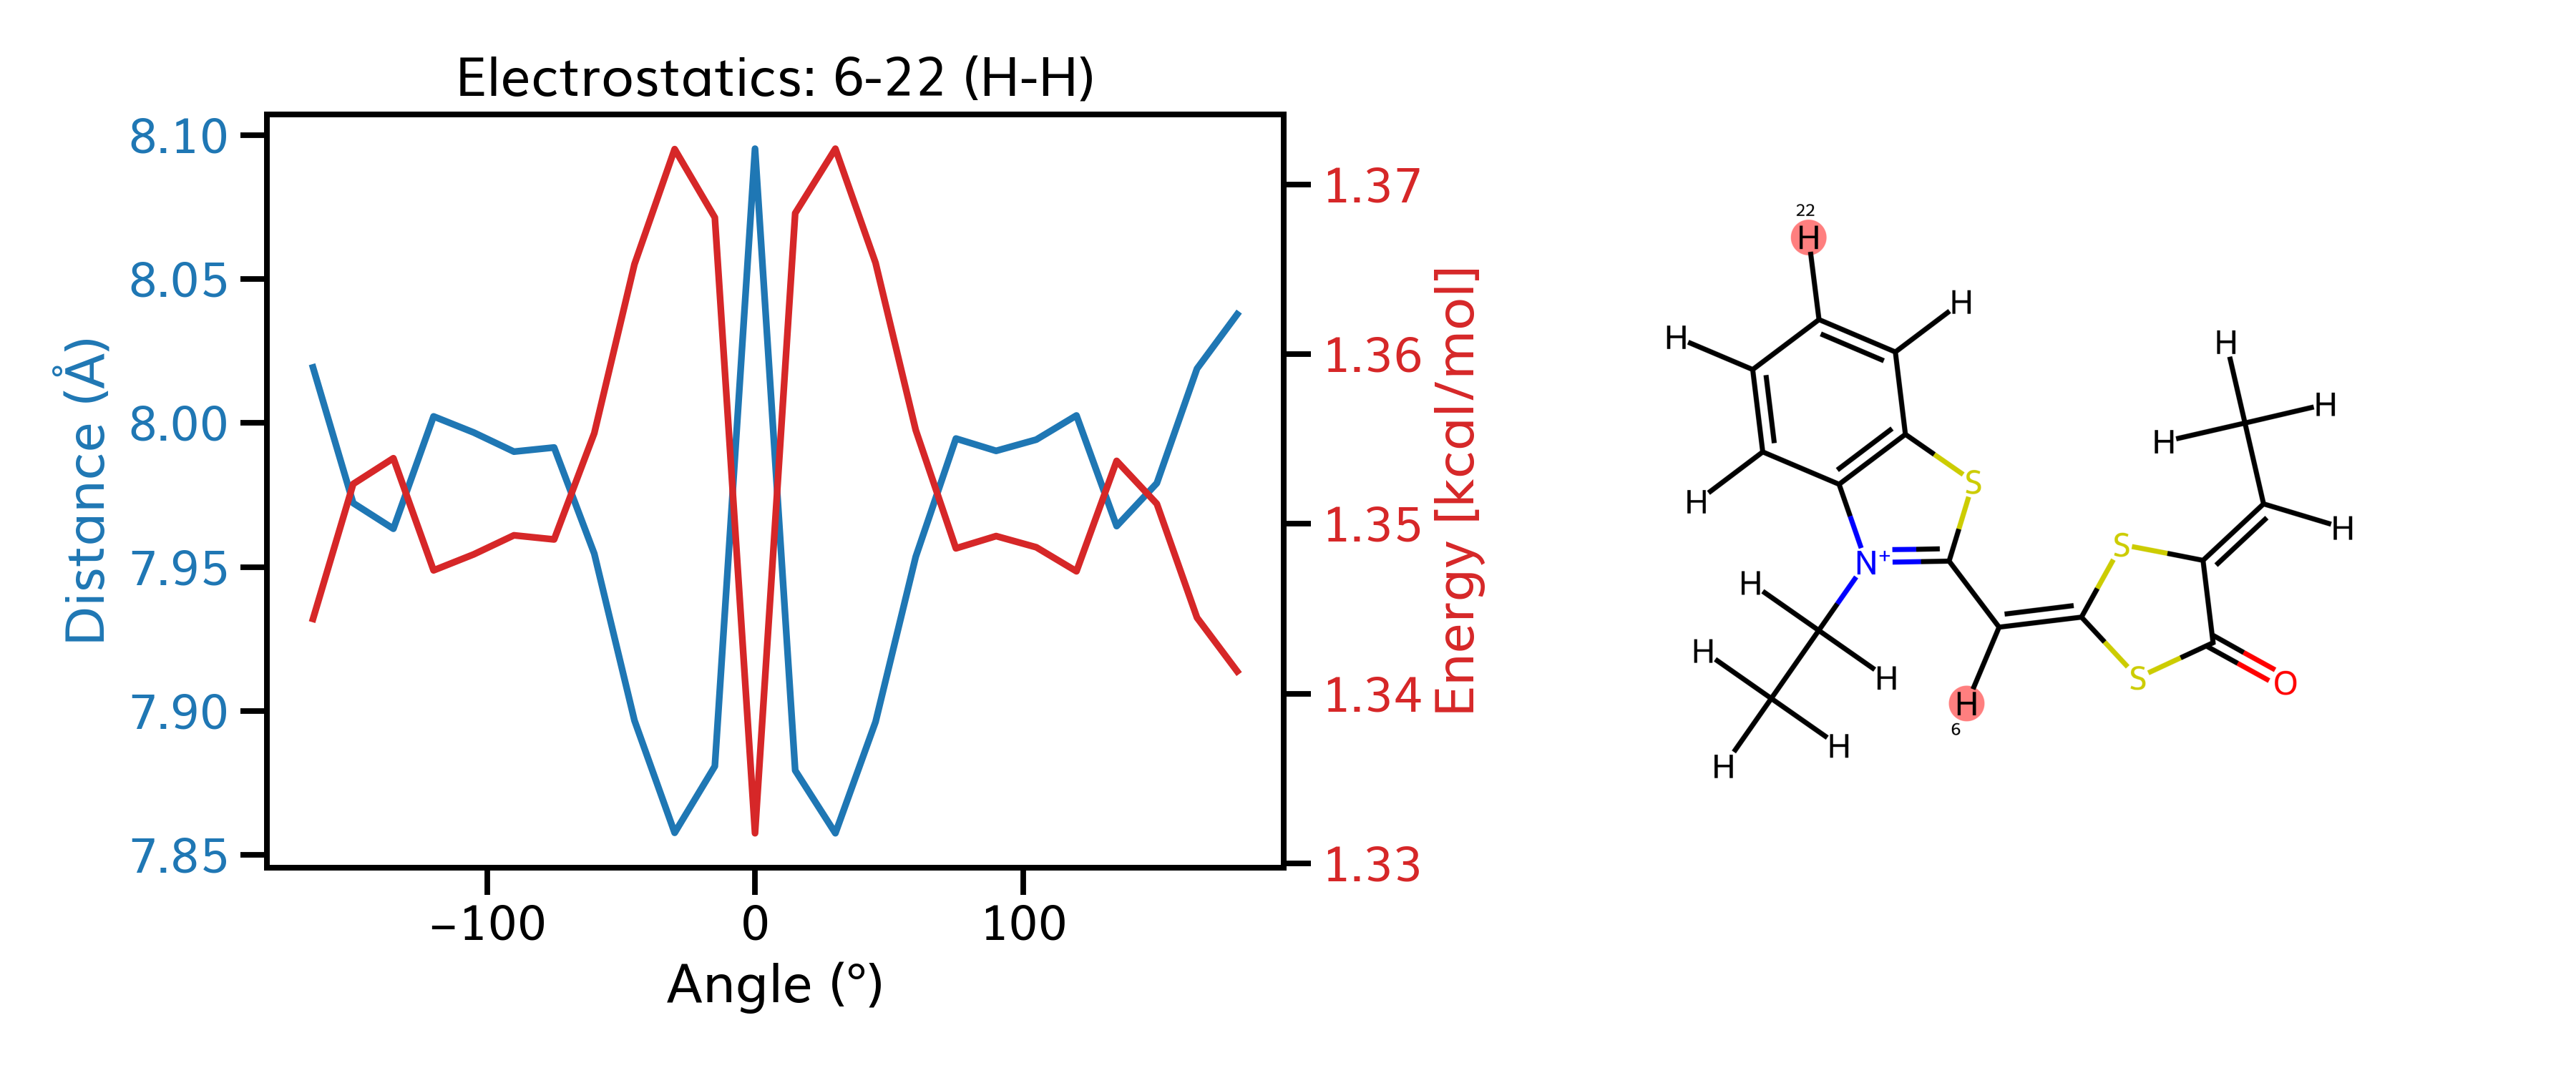 Electrostatics: 6-22 (H-H)
8.10
8.05
8.00
7.95
7.90
7.85
Distance (Å)
1.37
1.36
1.35
1.34
1.33
Energy [kcal/mol]
−100
0
100
Angle (°)
22
H
H
H
H
H
H
H
H
S
S
N⁺
H
H
H
S
O
H
6
H
H